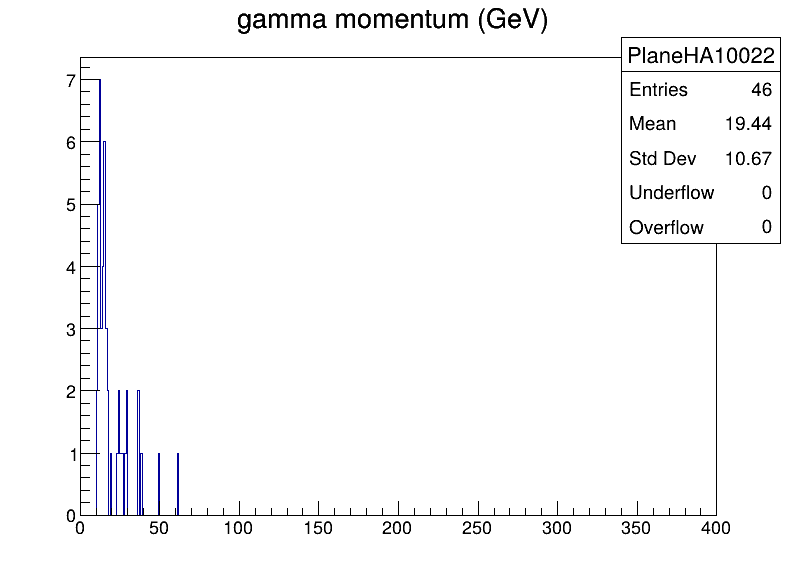 gamma momentum (GeV)
PlaneHA10022
Entries 46
Mean 19.44
Std Dev 10.67
Underflow 0
Overflow 0
7
6
5
4
3
2
1
0
0 50 100 150 200 250 300 350 400